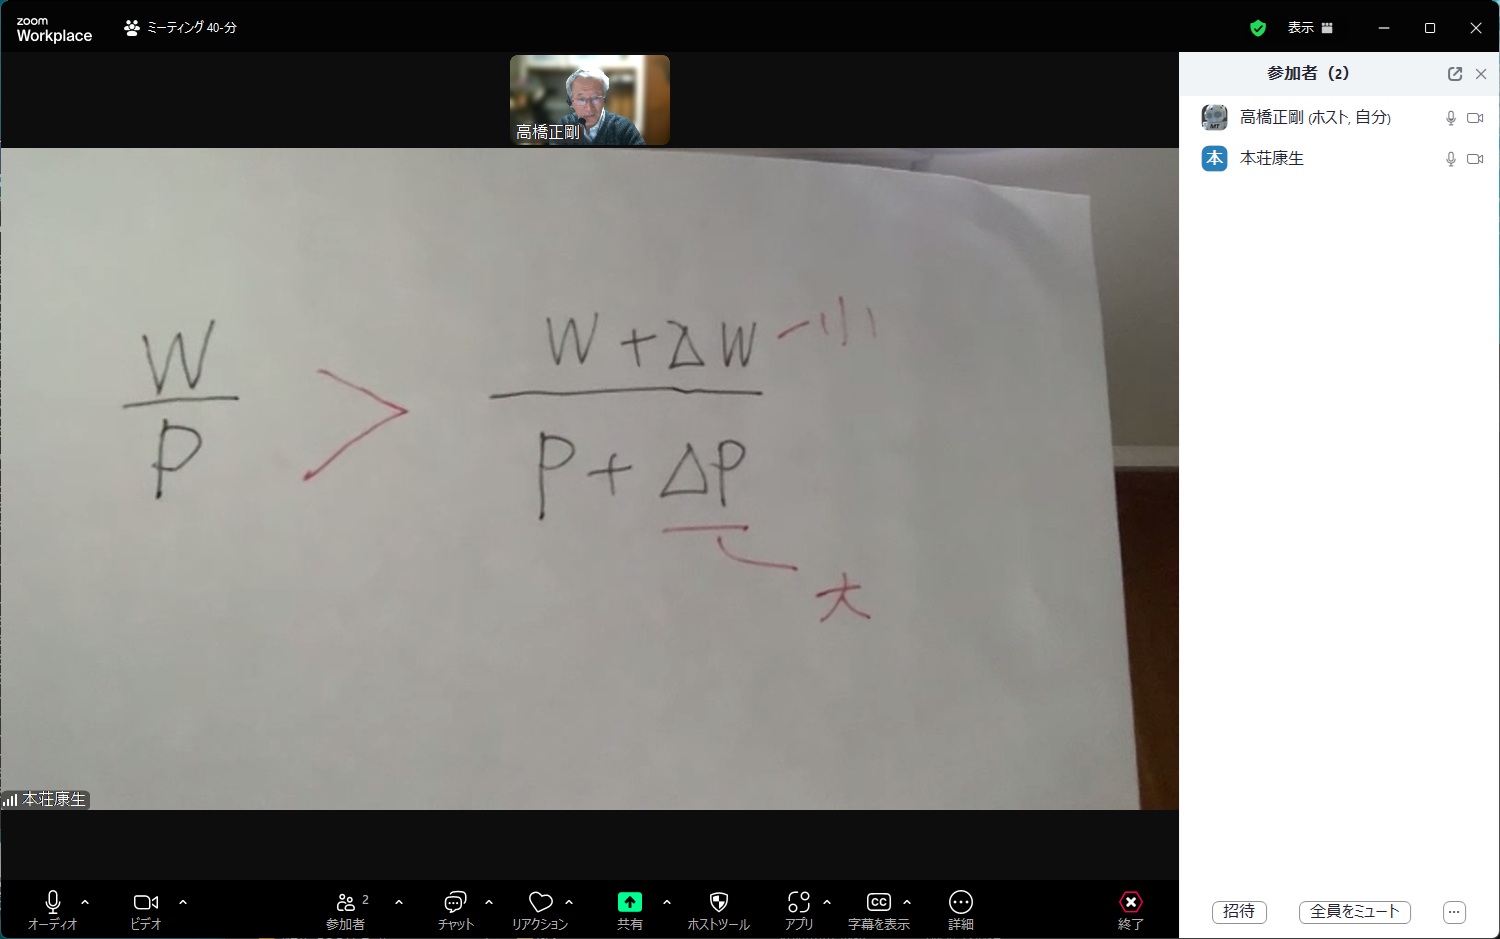 zoom
Workplace
ミーティング 40-分
表示
高橋正剛
参加者 (2)
高橋正剛 (ホスト, 自分)
本 本荘康生
W/P > (W+ΔW)/(P+ΔP)
小
大
本荘康生
オーディオ
ビデオ
2
参加者
チャット
リアクション
共有
ホストツール
アプリ
CC
字幕を表示
詳細
終了
招待
全員をミュート